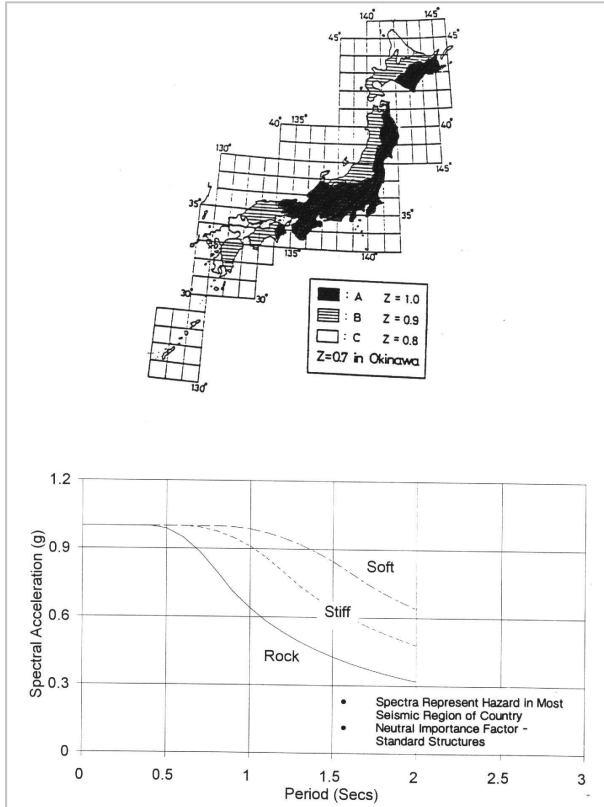 140° 145°
45° 45°
40° 135° 40°
130° 145°
35° 35°
135° 140°
30° 30°
130°
: A Z = 1.0
: B Z = 0.9
: C Z = 0.8
Z=0.7 in Okinawa
1.2
0.9
0.6
0.3
0
Spectral Acceleration (g)
Soft
Stiff
Rock
• Spectra Represent Hazard in Most
Seismic Region of Country
• Neutral Importance Factor -
Standard Structures
0 0.5 1 1.5 2 2.5 3
Period (Secs)